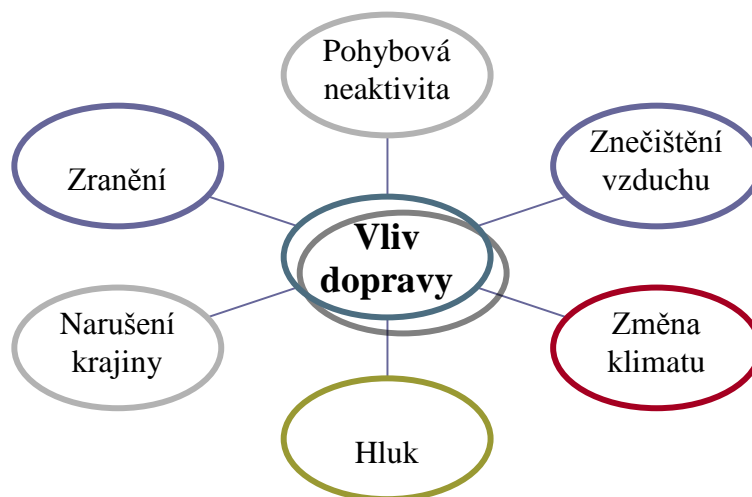 Pohybová
neaktivita
Znečištění
vzduchu
Zranění
Vliv
dopravy
Narušení
krajiny
Změna
klimatu
Hluk